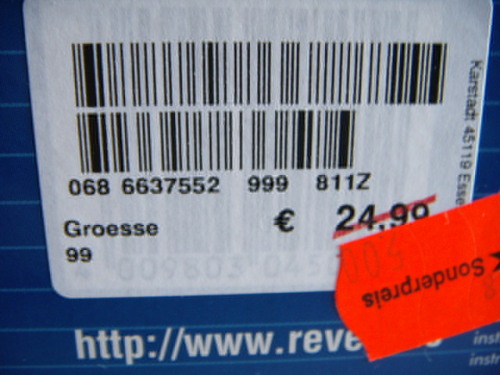 Karstadt 45119 Esse
068 6637552 999 811Z
Groesse
€ 24,99
99
Sonderpreis
http://www.reve